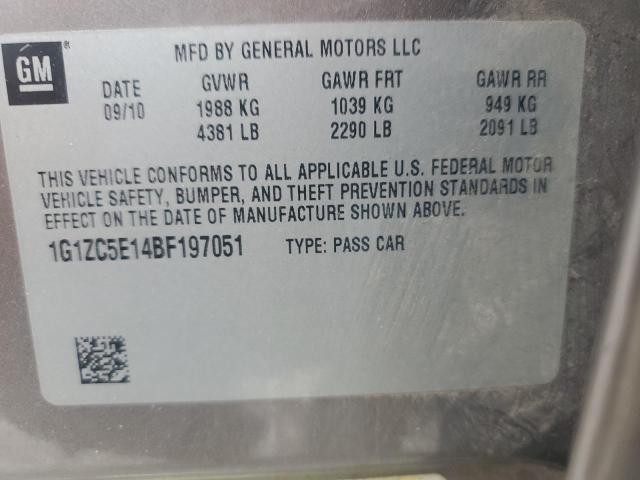 GM
MFD BY GENERAL MOTORS LLC
DATE GVWR GAWR FRT GAWR RR
09/10 1988 KG 1039 KG 949 KG
4381 LB 2290 LB 2091 LB
THIS VEHICLE CONFORMS TO ALL APPLICABLE U.S. FEDERAL MOTOR
VEHICLE SAFETY, BUMPER, AND THEFT PREVENTION STANDARDS IN
EFFECT ON THE DATE OF MANUFACTURE SHOWN ABOVE.
1G1ZC5E14BF197051 TYPE: PASS CAR